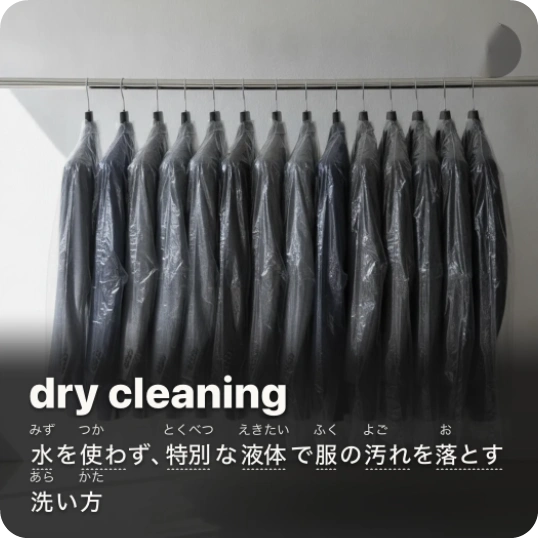 dry cleaning
みず つか とくべつ えきたい ふく よご お
水を使わず、特別な液体で服の汚れを落とす
あら かた
洗い方